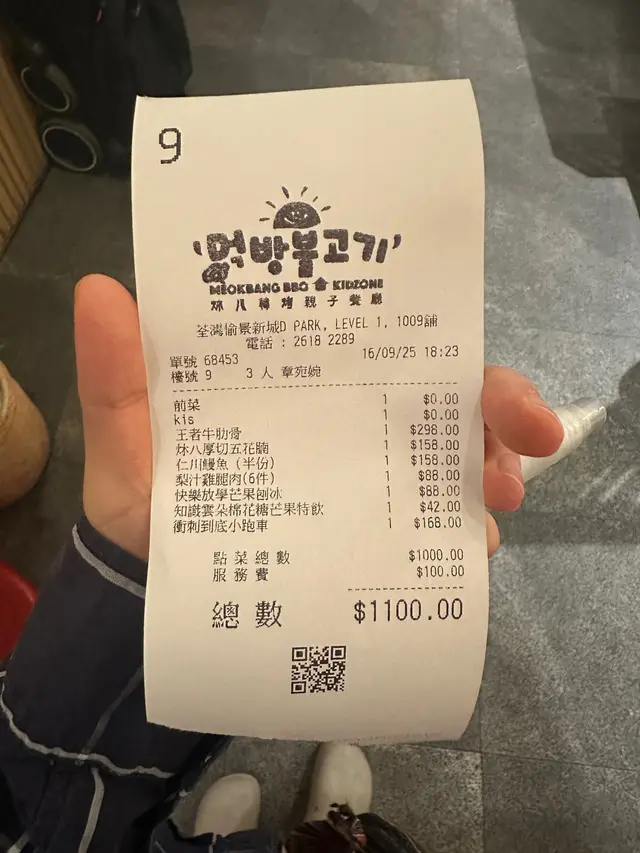 9
'먹방불고기'
MEOKBANG BBQ KIDZONE
炑八韓烤親子餐廳
荃灣愉景新城D PARK, LEVEL 1, 1009舖
電話 : 2618 2289
單號 68453 16/09/25 18:23
檯號 9 3 人 章宛婉
前菜 1 $0.00
kis 1 $0.00
王者牛肋骨 1 $298.00
炑八厚切五花腩 1 $158.00
仁川鰻魚 (半份) 1 $158.00
梨汁雞腿肉(6件) 1 $88.00
快樂放學芒果刨冰 1 $88.00
知識雲朵棉花糖芒果特飲 1 $42.00
衝刺到底小跑車 1 $168.00
點菜總數 $1000.00
服務費 $100.00
總數 $1100.00